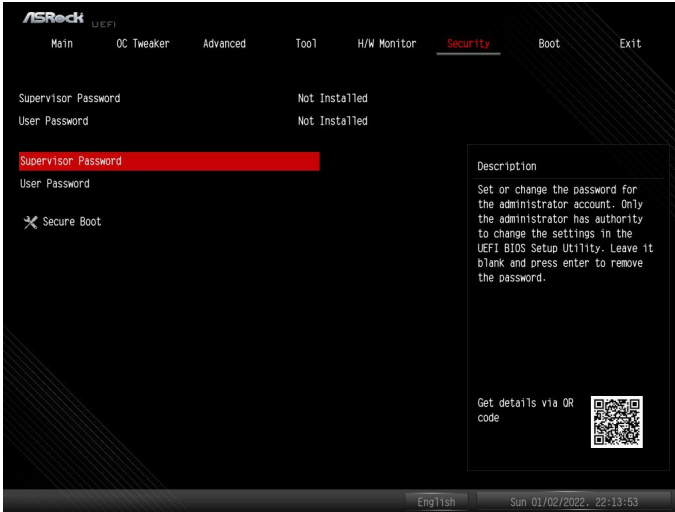 ASRock UEFI
Main OC Tweaker Advanced Tool H/W Monitor Security Boot Exit
Supervisor Password Not Installed
User Password Not Installed
Supervisor Password
User Password
Secure Boot
Description
Set or change the password for
the administrator account. Only
the administrator has authority
to change the settings in the
UEFI BIOS Setup Utility. Leave it
blank and press enter to remove
the password.
Get details via QR
code
English Sun 01/02/2022, 22:13:53